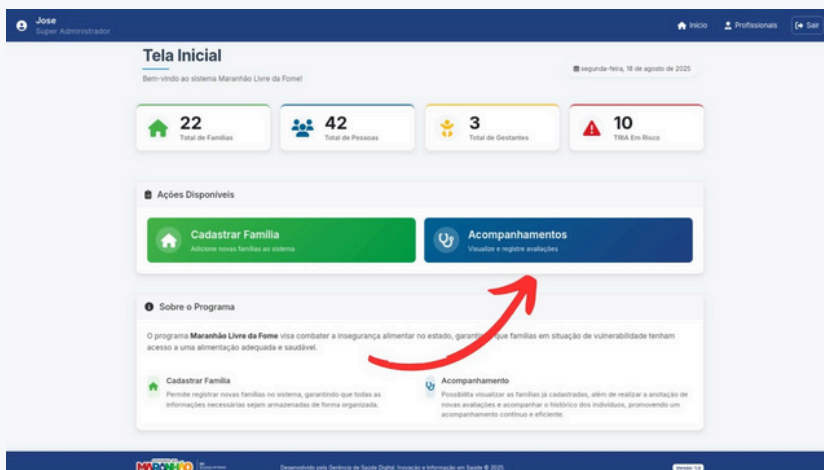 Jose
Super Administrador
Início
Profissionais
Sair
Tela Inicial
Bem-vindo ao sistema Maranhão Livre da Fome!
segunda-feira, 18 de agosto de 2025
22
Total de Famílias
42
Total de Pessoas
3
Total de Gestantes
10
TRIA Em Risco
Ações Disponíveis
Cadastrar Família
Adicione novas famílias ao sistema
Acompanhamentos
Visualize e registre avaliações
Sobre o Programa
O programa Maranhão Livre da Fome visa combater a insegurança alimentar no estado, que famílias em situação de vulnerabilidade tenham
acesso a uma alimentação adequada e saudável.
Cadastrar Família
Permite registrar novas famílias no sistema, garantindo que todas as
informações necessárias sejam armazenadas de forma organizada.
Acompanhamento
Possibilita visualizar as famílias já cadastradas, além de realizar a anotação de
novas avaliações e acompanhar o histórico dos indivíduos, promovendo um
acompanhamento contínuo e eficiente.
MARANHÃO
Desenvolvido pela Gerência de Saúde Digital, Inovação e Informação em Saúde © 2025.
Versão: 1.0